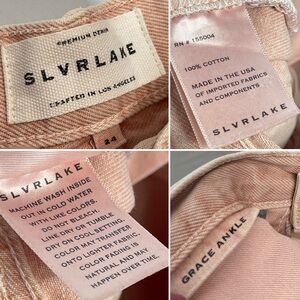 PREMIUM DENIM
SLVRLAKE
CRAFTED IN LOS ANGELES
24
RN # 155004
100% COTTON
MADE IN THE USA
OF IMPORTED FABRICS
AND COMPONENTS
SLVRLAKE
SLVRLAKE
MACHINE WASH INSIDE
OUT IN COLD WATER
WITH LIKE COLORS.
DO NOT BLEACH.
LINE DRY OR TUMBLE
DRY ON COOL SETTING.
COLOR MAY TRANSFER
ONTO LIGHTER FABRIC.
COLOR FADING IS
NATURAL AND MAY
HAPPEN OVER TIME.
GRACE ANKLE